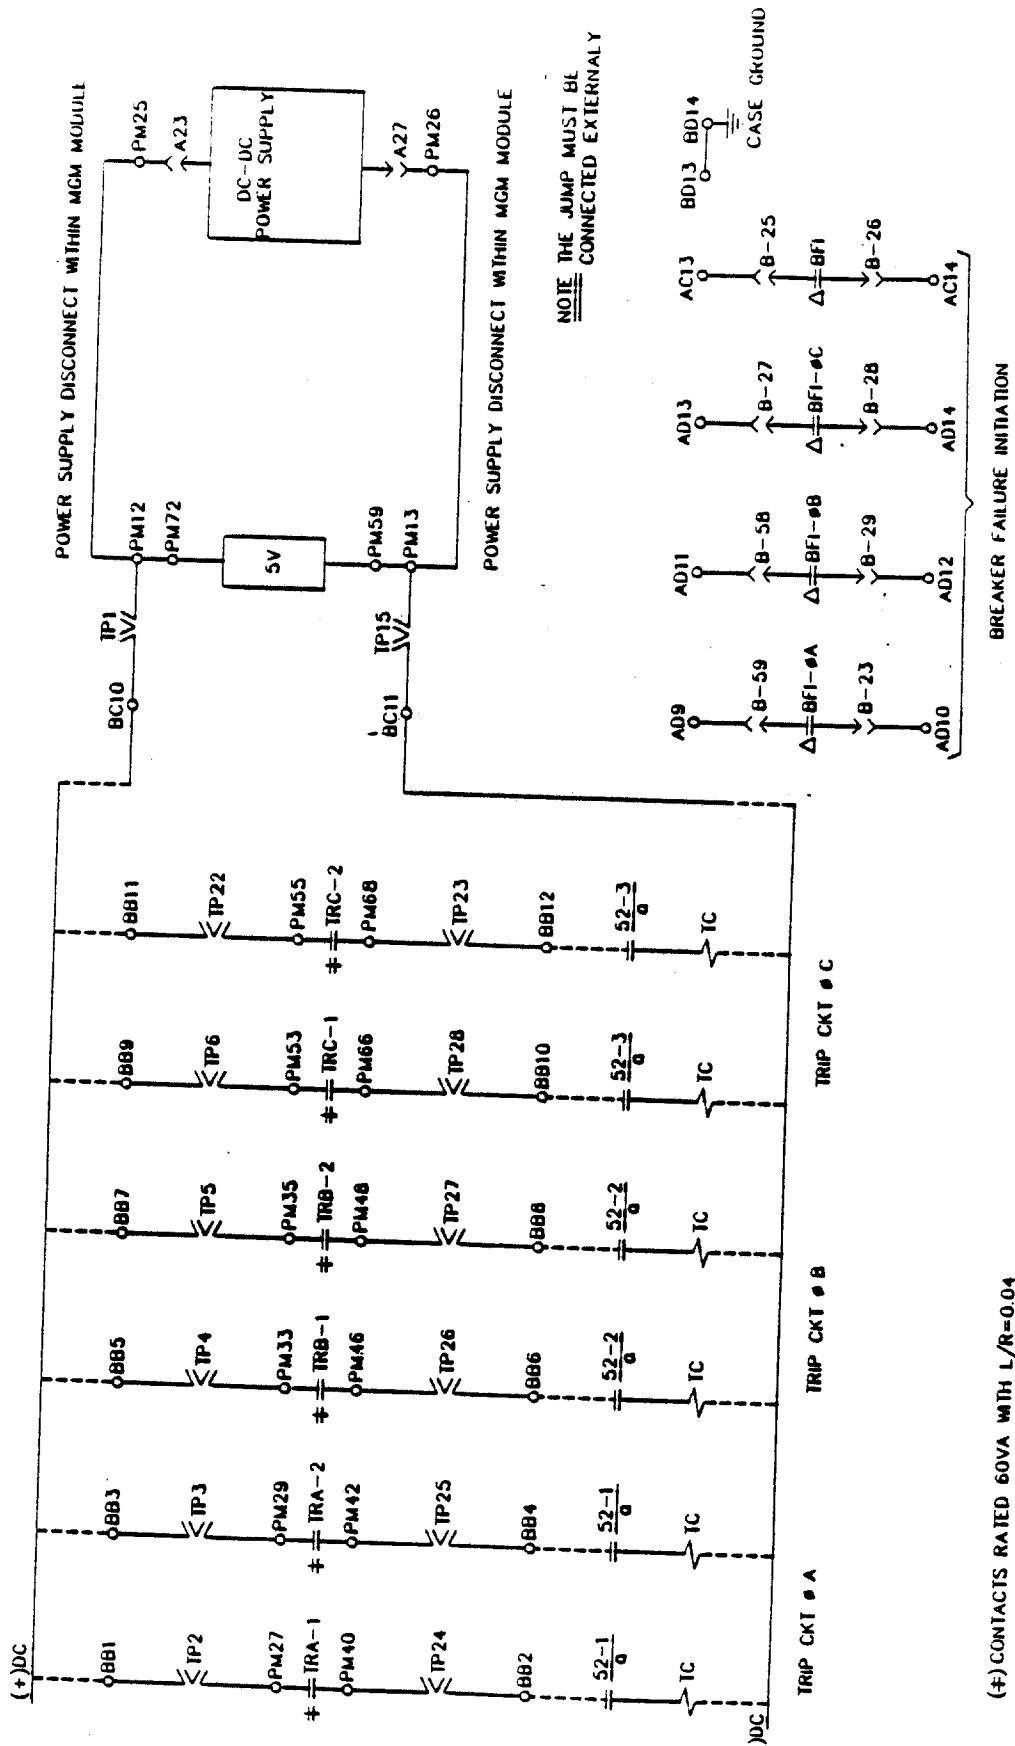 (+)DC
BB1
TP2
PM27
TRA-1
PM40
TP24
BB2
52-1
a
TC
)DC
TRIP CKT ø A
BB3
TP3
PM29
TRA-2
PM42
TP25
BB4
52-1
a
TC
BB5
TP4
PM33
TRB-1
PM46
TP26
BB6
52-2
a
TC
TRIP CKT ø B
BB7
TP5
PM35
TRB-2
PM48
TP27
BB8
52-2
a
TC
BB9
TP6
PM53
TRC-1
PM66
TP28
BB10
52-3
a
TC
TRIP CKT ø C
BB11
TP22
PM55
TRC-2
PM68
TP23
BB12
52-3
a
TC
BC10
TP1
PM12
PM72
5V
PM59
PM13
TP15
BC11
POWER SUPPLY DISCONNECT WITHIN MGM MODULE
PM25
A23
DC-DC
POWER SUPPLY
A27
PM26
POWER SUPPLY DISCONNECT WITHIN MGM MODULE
NOTE THE JUMP MUST BE
CONNECTED EXTERNALY
AD9
B-59
Δ BFI-øA
B-23
AD10
AD11
B-58
Δ BFI-øB
B-29
AD12
AD13
B-27
Δ BFI-øC
B-28
AD14
AC13
B-25
Δ BFI
B-26
AC14
BD13 BD14
CASE GROUND
BREAKER FAILURE INITIATION
(‡) CONTACTS RATED 60VA WITH L/R=0.04